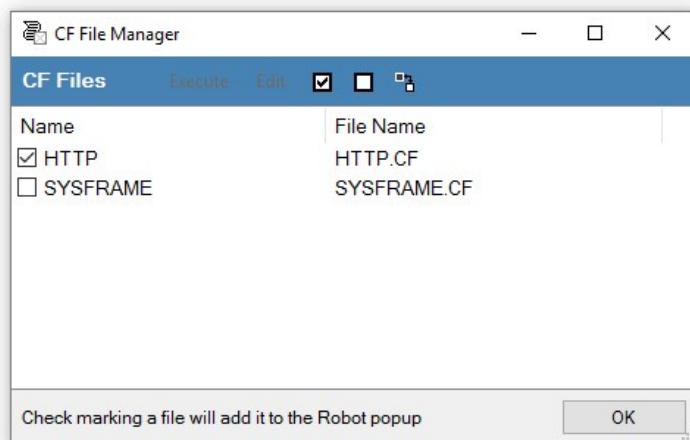 CF File Manager
CF Files Execute Edit
Name File Name
HTTP HTTP.CF
SYSFRAME SYSFRAME.CF
Check marking a file will add it to the Robot popup OK